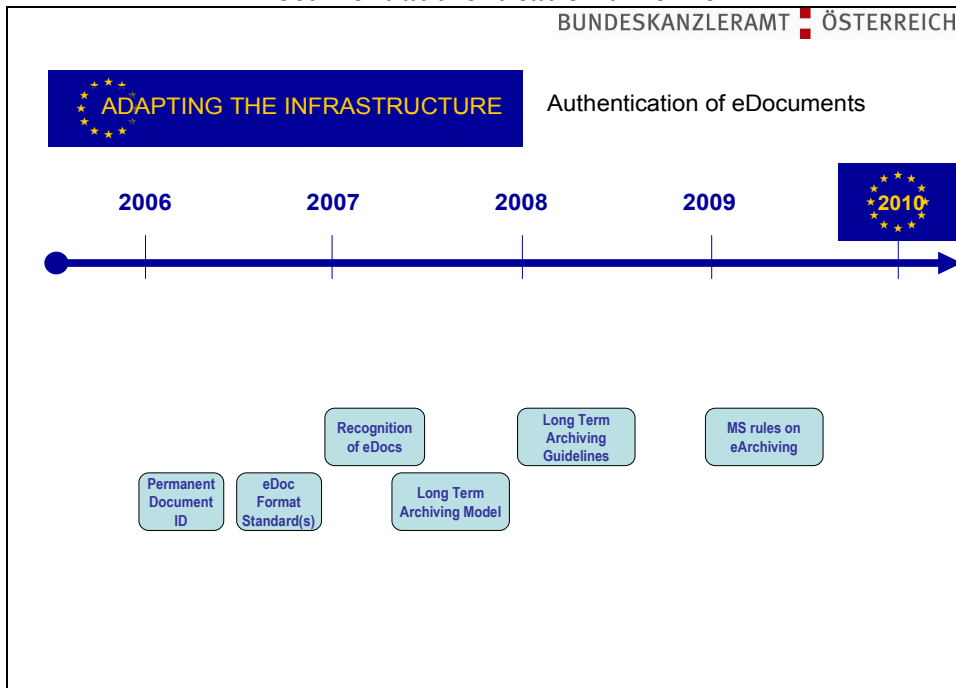 BUNDESKANZLERAMT ÖSTERREICH
ADAPTING THE INFRASTRUCTURE
Authentication of eDocuments
2006
2007
2008
2009
2010
Recognition
of eDocs
Long Term
Archiving
Guidelines
MS rules on
eArchiving
Permanent
Document
ID
eDoc
Format
Standard(s)
Long Term
Archiving Model